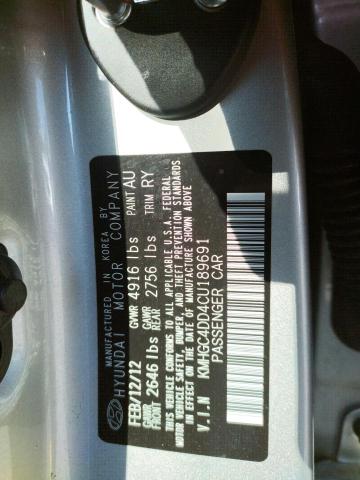 MANUFACTURED IN KOREA BY
HYUNDAI MOTOR COMPANY
PAINT AU
FEB/12/12 GVWR 4916 lbs TRIM RY
GAWR FRONT 2646 lbs GAWR REAR 2756 lbs
THIS VEHICLE CONFORMS TO ALL APPLICABLE U.S.A. FEDERAL
MOTOR VEHICLE SAFETY, BUMPER, AND THEFT PREVENTION STANDARDS
IN EFFECT ON THE DATE OF MANUFACTURE SHOWN ABOVE.
V.I.N KMHGC4DD4CU189691
PASSENGER CAR